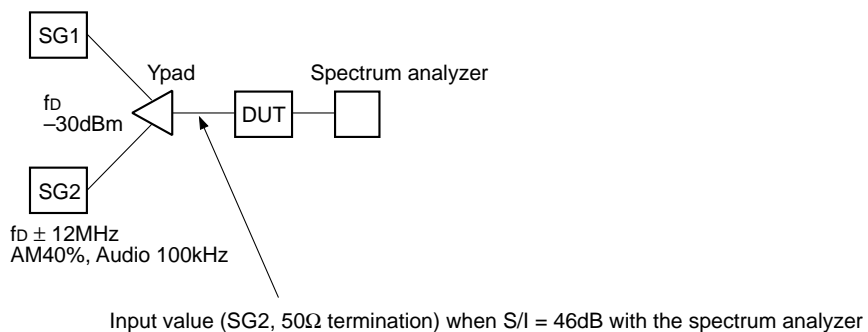 SG1
Ypad
Spectrum analyzer
fD
–30dBm
DUT
SG2
fD ± 12MHz
AM40%, Audio 100kHz
Input value (SG2, 50Ω termination) when S/I = 46dB with the spectrum analyzer